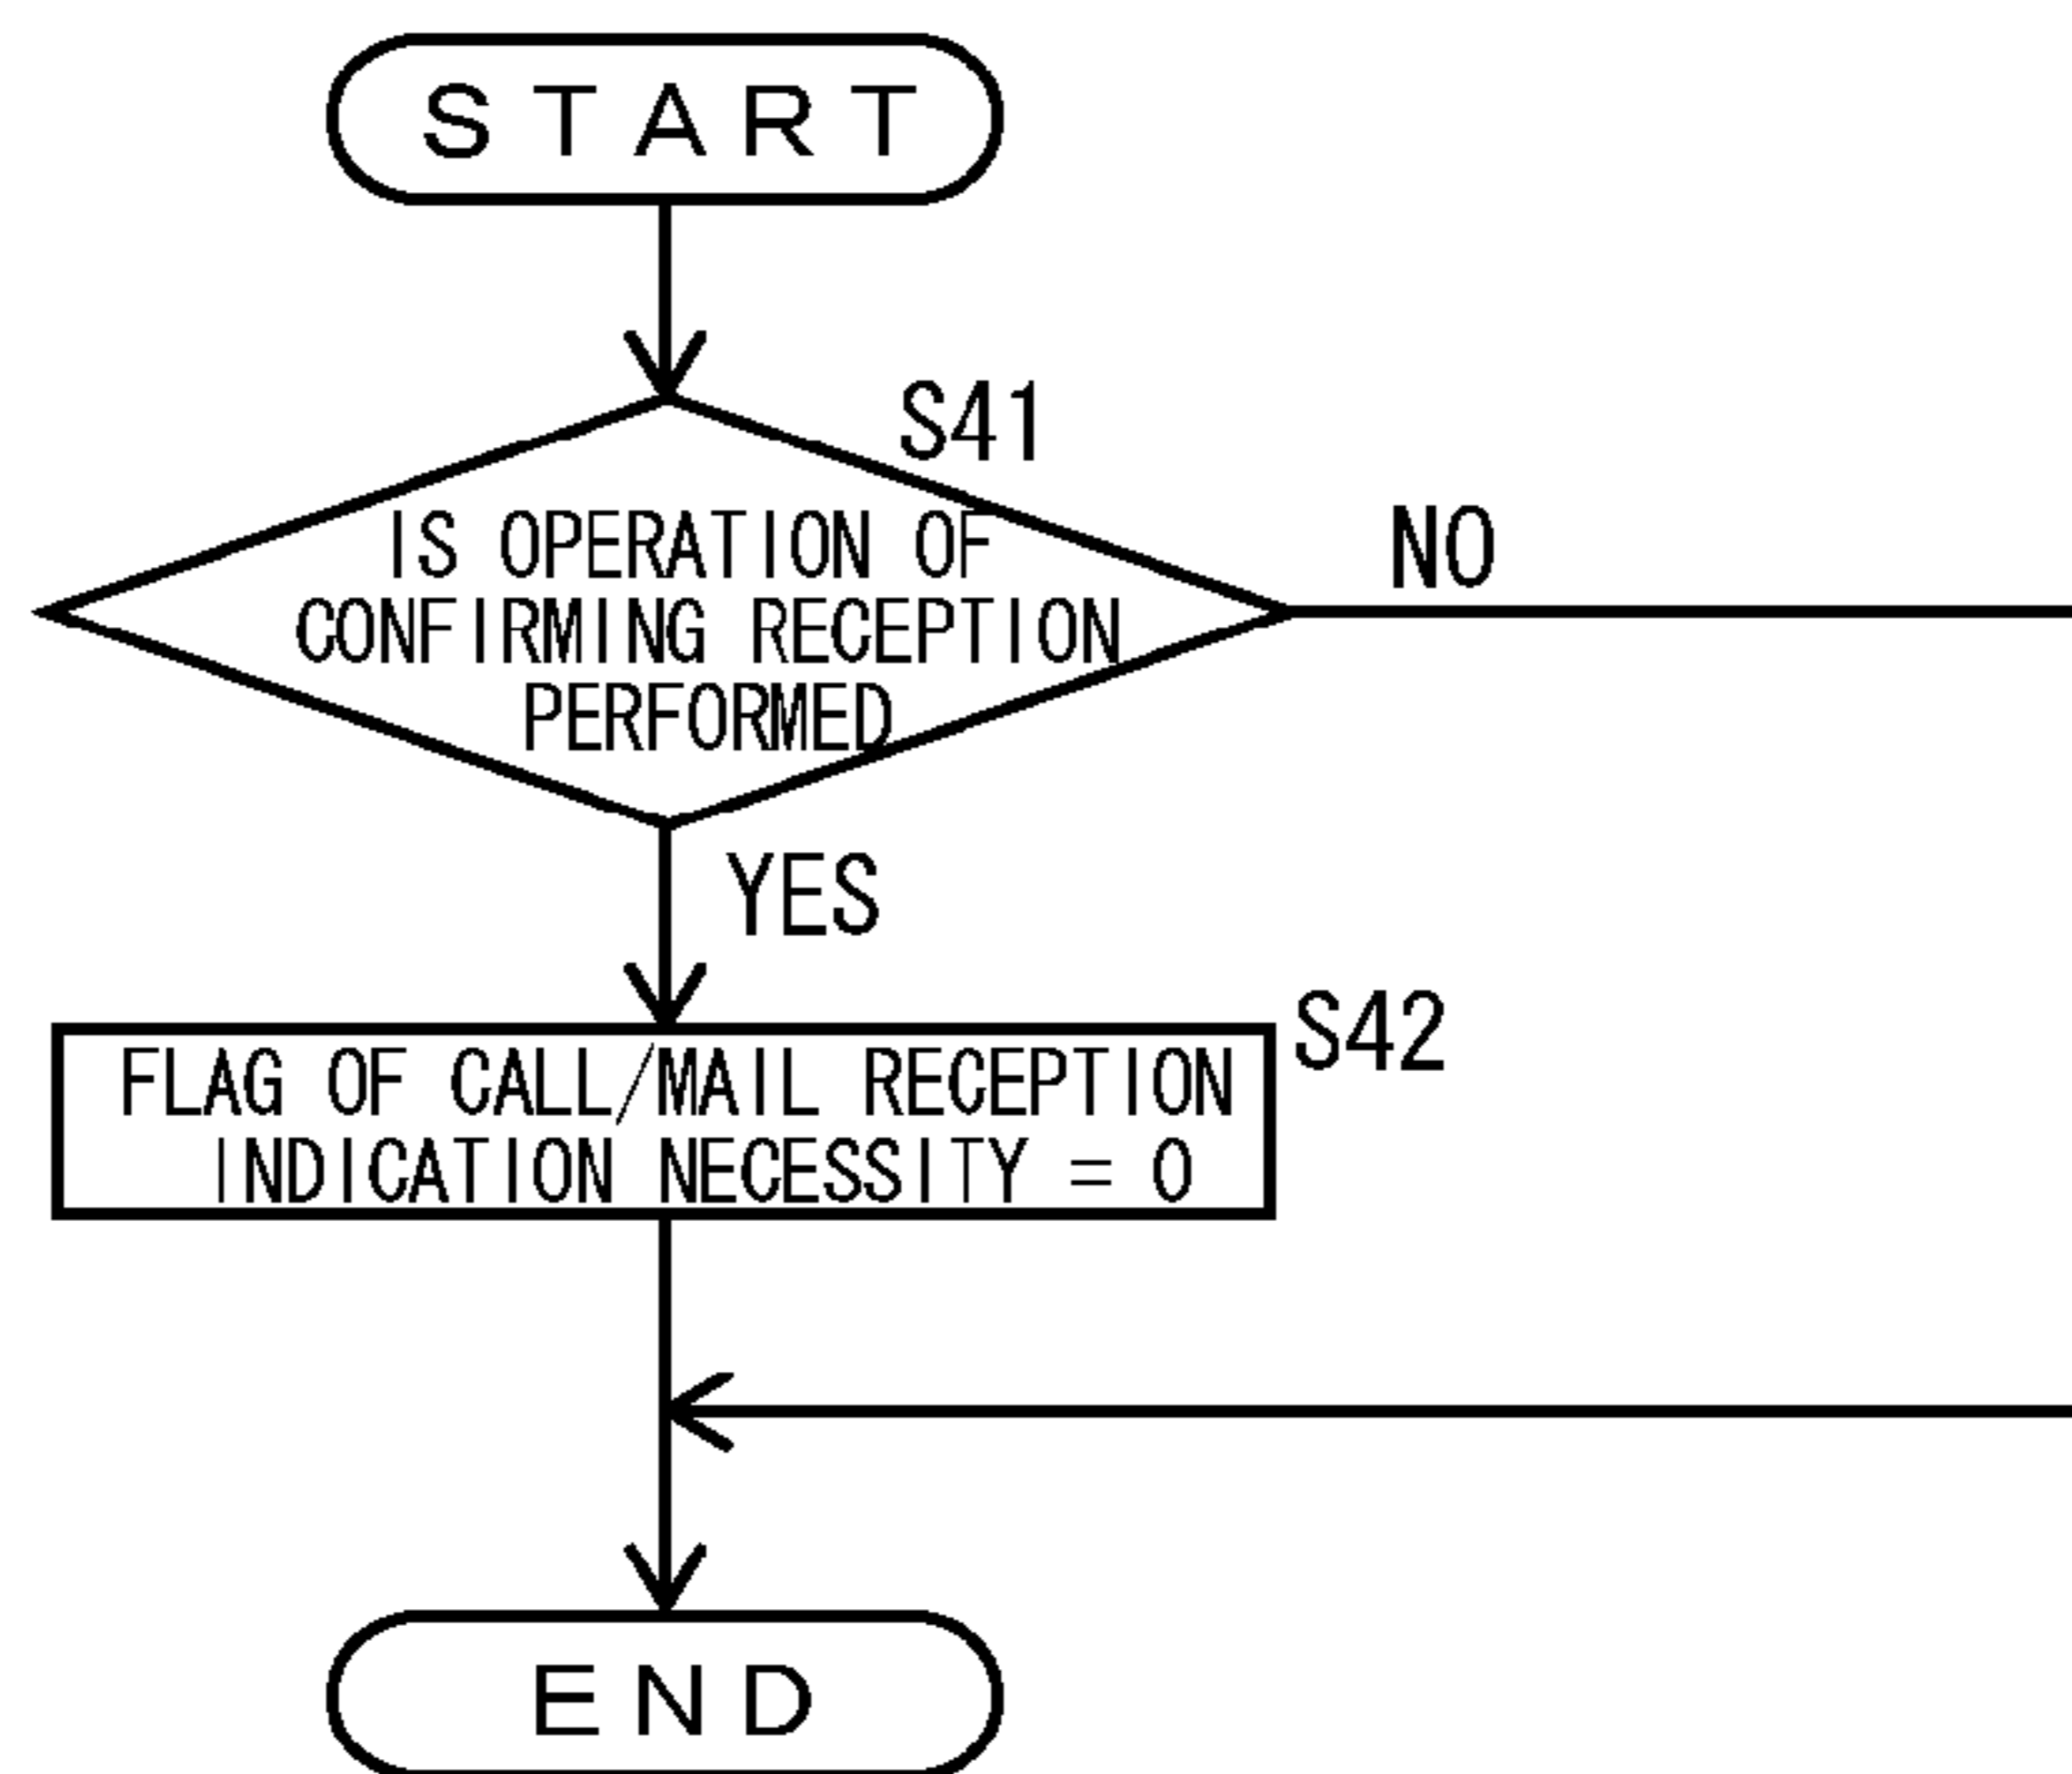 START
S41
IS OPERATION OF
CONFIRMING RECEPTION
PERFORMED
NO
YES
S42
FLAG OF CALL/MAIL RECEPTION
INDICATION NECESSITY = 0
END